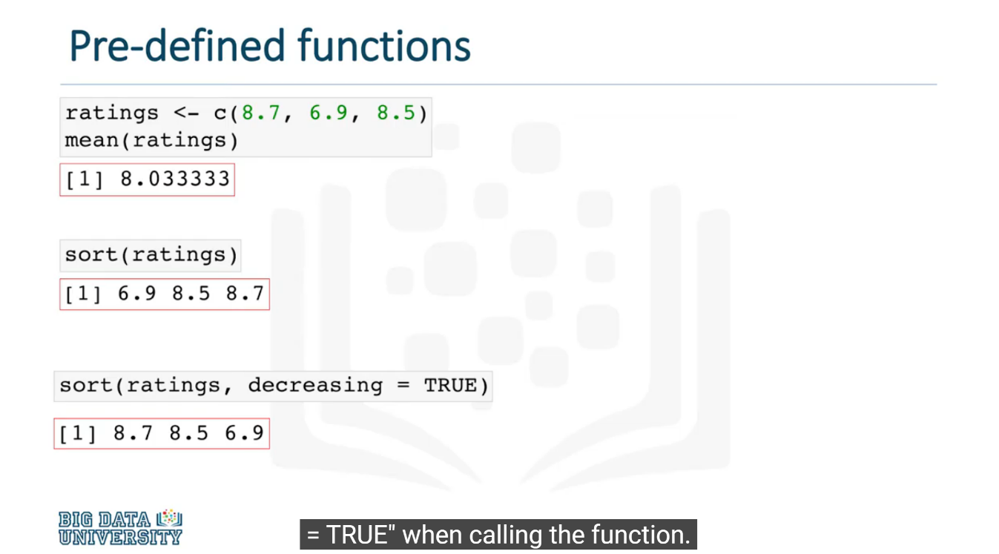 Pre-defined functions
ratings <- c(8.7, 6.9, 8.5)
mean(ratings)
[1] 8.033333
sort(ratings)
[1] 6.9 8.5 8.7
sort(ratings, decreasing = TRUE)
[1] 8.7 8.5 6.9
BIG DATA
UNIVERSITY
= TRUE" when calling the function.